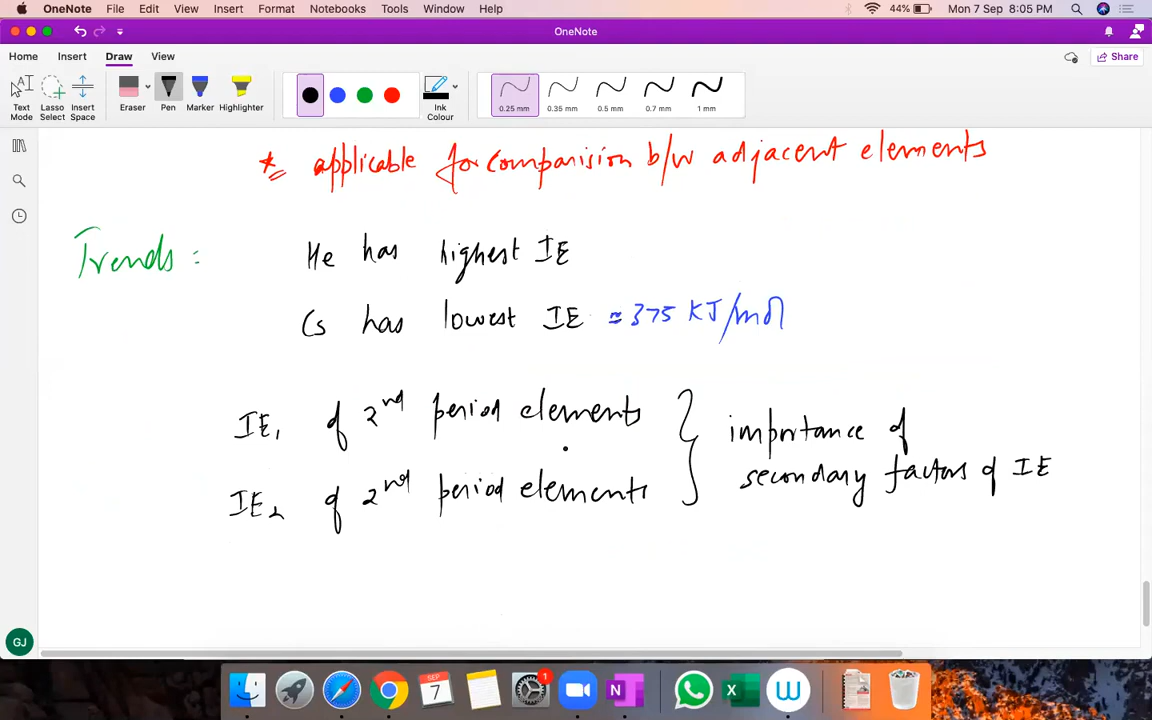 OneNote File Edit View Insert Format Notebooks Tools Window Help 44% Mon 7 Sep 8:05 PM
OneNote
Home Insert Draw View Share
Text Mode Lasso Select Insert Space Eraser Pen Marker Highlighter Ink Colour 0.25 mm 0.35 mm 0.5 mm 0.7 mm 1 mm
* applicable for comparision b/w adjacent elements
Trends : He has highest IE
Cs has lowest IE ≈ 375 KJ/mol
IE1 of 2nd period elements } importance of
IE2 of 2nd period elements secondary factors of IE
GJ
1
SEP
7
N X W